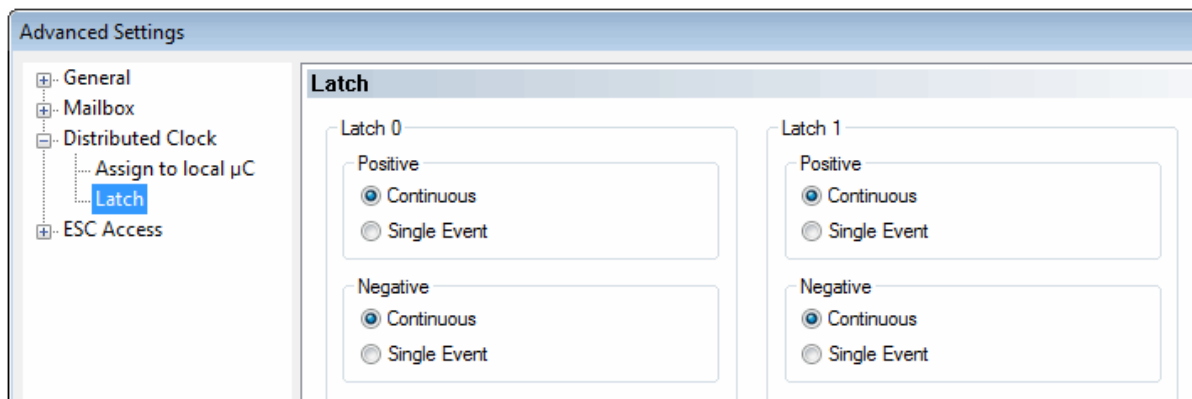 Advanced Settings
General
Mailbox
Distributed Clock
Assign to local µC
Latch
ESC Access
Latch
Latch 0
Positive
Continuous
Single Event
Negative
Continuous
Single Event
Latch 1
Positive
Continuous
Single Event
Negative
Continuous
Single Event